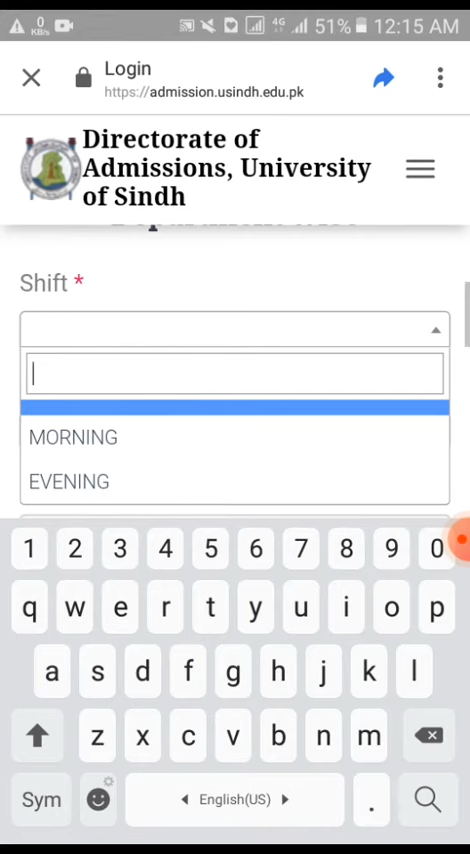 0 KB/s 4G 51% 12:15 AM
Login
https://admission.usindh.edu.pk
Directorate of
Admissions, University
of Sindh
Shift *
MORNING
EVENING
1 2 3 4 5 6 7 8 9 0
q w e r t y u i o p
a s d f g h j k l
z x c v b n m
Sym English(US) .